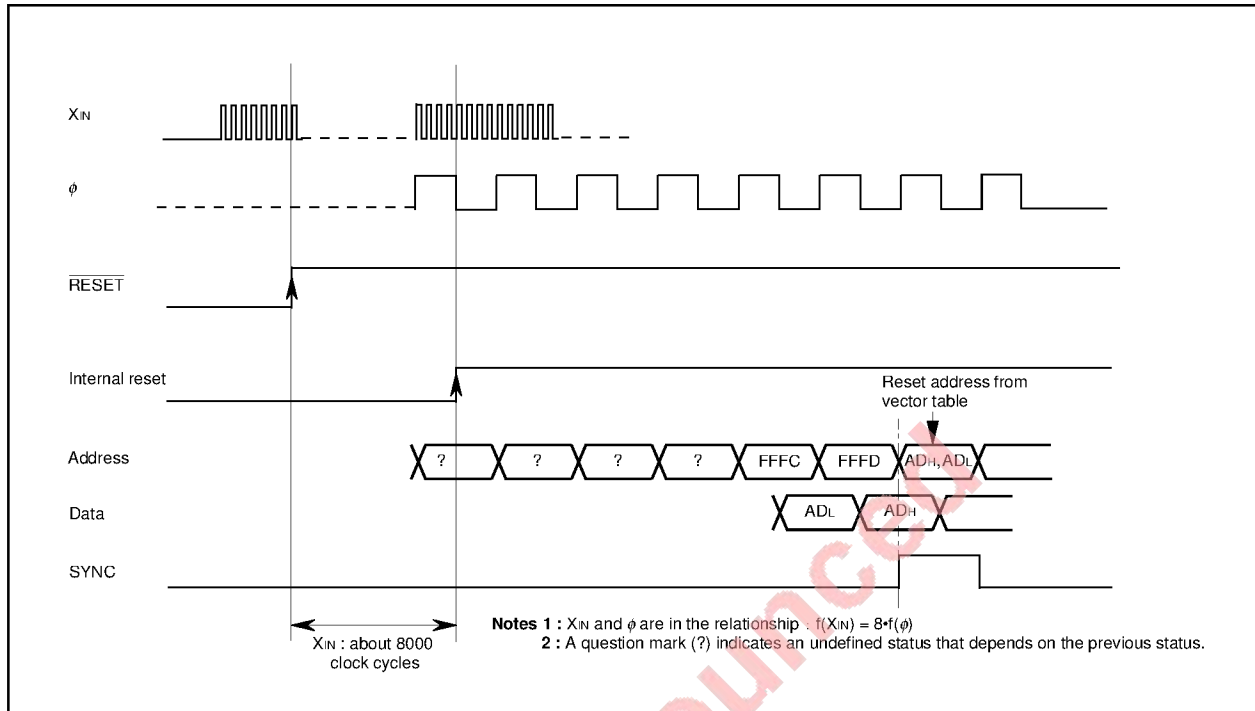 XIN
ϕ
RESET
Internal reset
Reset address from
vector table
Address
? ? ? ? FFFC FFFD ADH, ADL
Data
ADL ADH
SYNC
XIN : about 8000
clock cycles
Notes 1 : XIN and ϕ are in the relationship : f(XIN) = 8•f(ϕ)
2 : A question mark (?) indicates an undefined status that depends on the previous status.
ounced